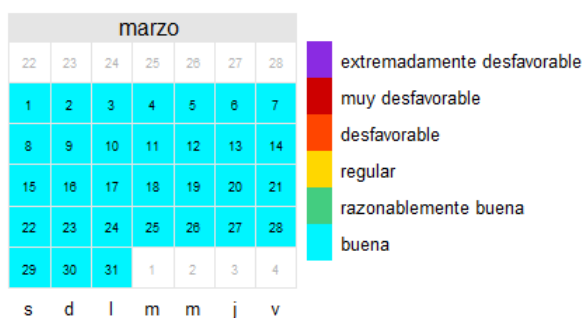 marzo
22 23 24 25 26 27 28
1 2 3 4 5 6 7
8 9 10 11 12 13 14
15 16 17 18 19 20 21
22 23 24 25 26 27 28
29 30 31 1 2 3 4
s d l m m j v
extremadamente desfavorable
muy desfavorable
desfavorable
regular
razonablemente buena
buena